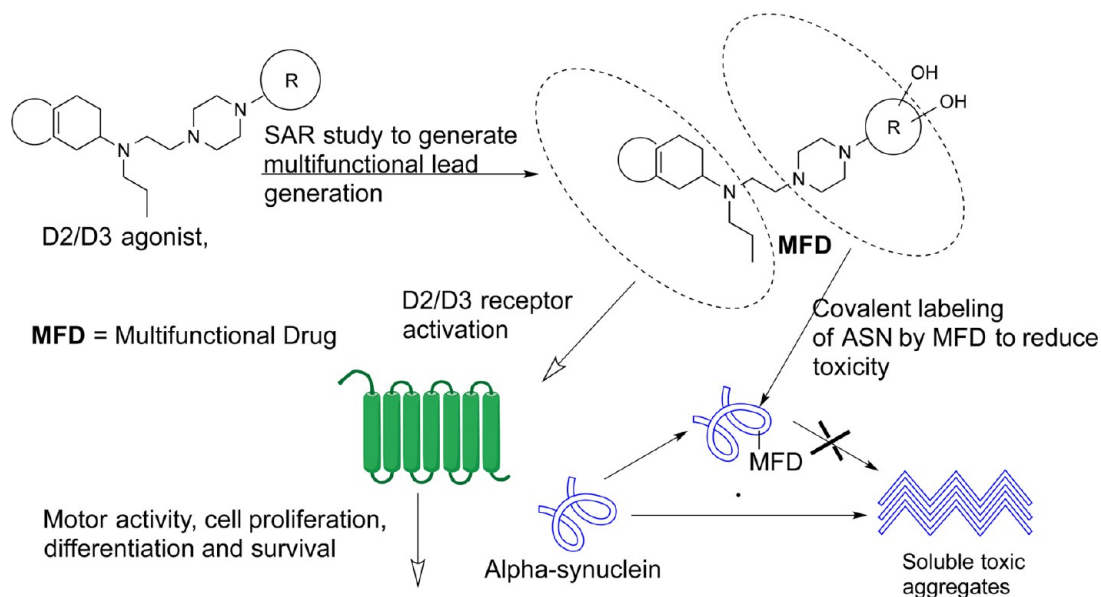 R
N
N
N
D2/D3 agonist,
SAR study to generate
multifunctional lead
generation
OH
OH
R
N
N
N
MFD
MFD = Multifunctional Drug
D2/D3 receptor
activation
Covalent labeling
of ASN by MFD to reduce
toxicity
MFD
Motor activity, cell proliferation,
differentiation and survival
Alpha-synuclein
Soluble toxic
aggregates